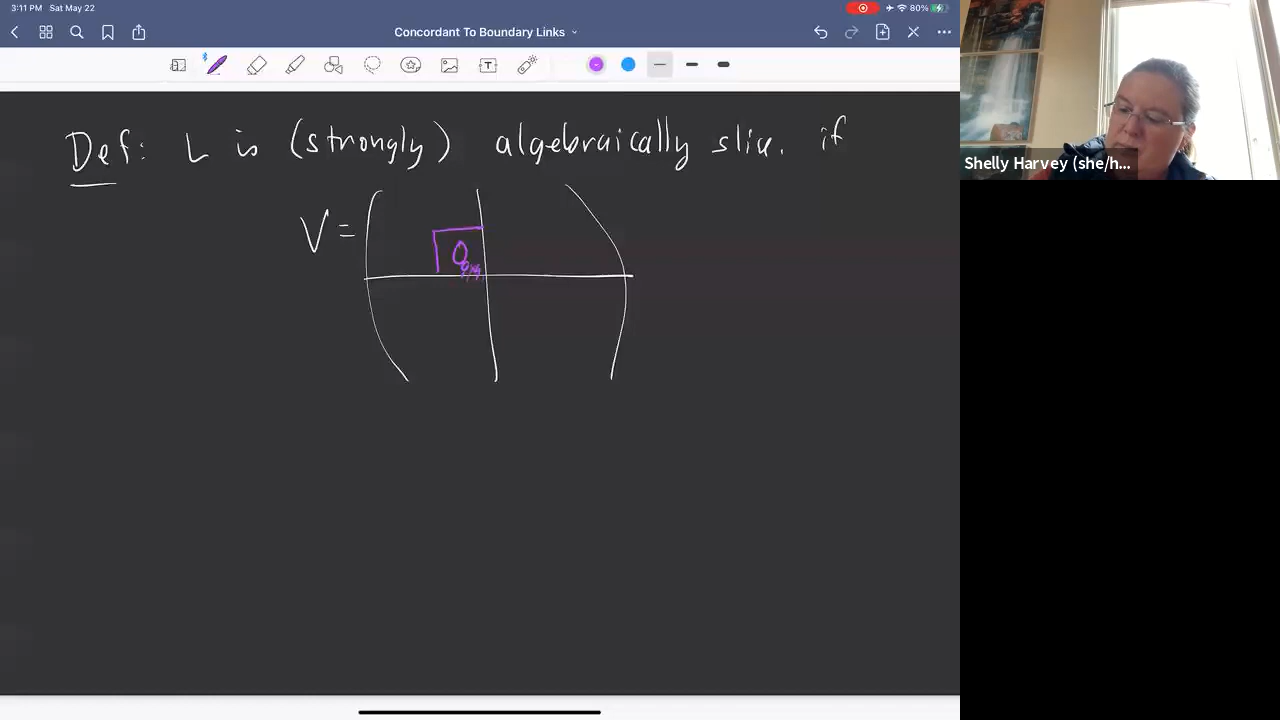 3:11 PM Sat May 22
80%
Concordant To Boundary Links
T
Def: L is (strongly) algebraically slice. if
V =
0
Shelly Harvey (she/h...